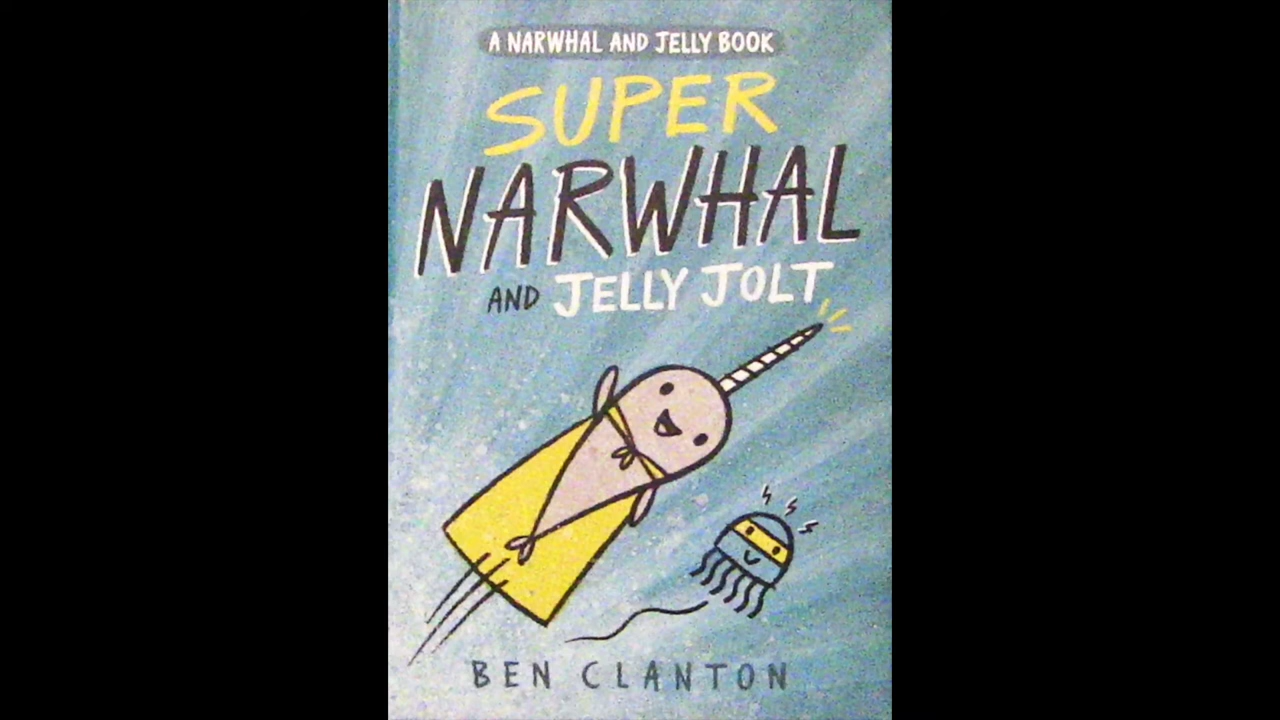 A NARWHAL AND JELLY BOOK
SUPER
NARWHAL
AND JELLY JOLT
BEN CLANTON